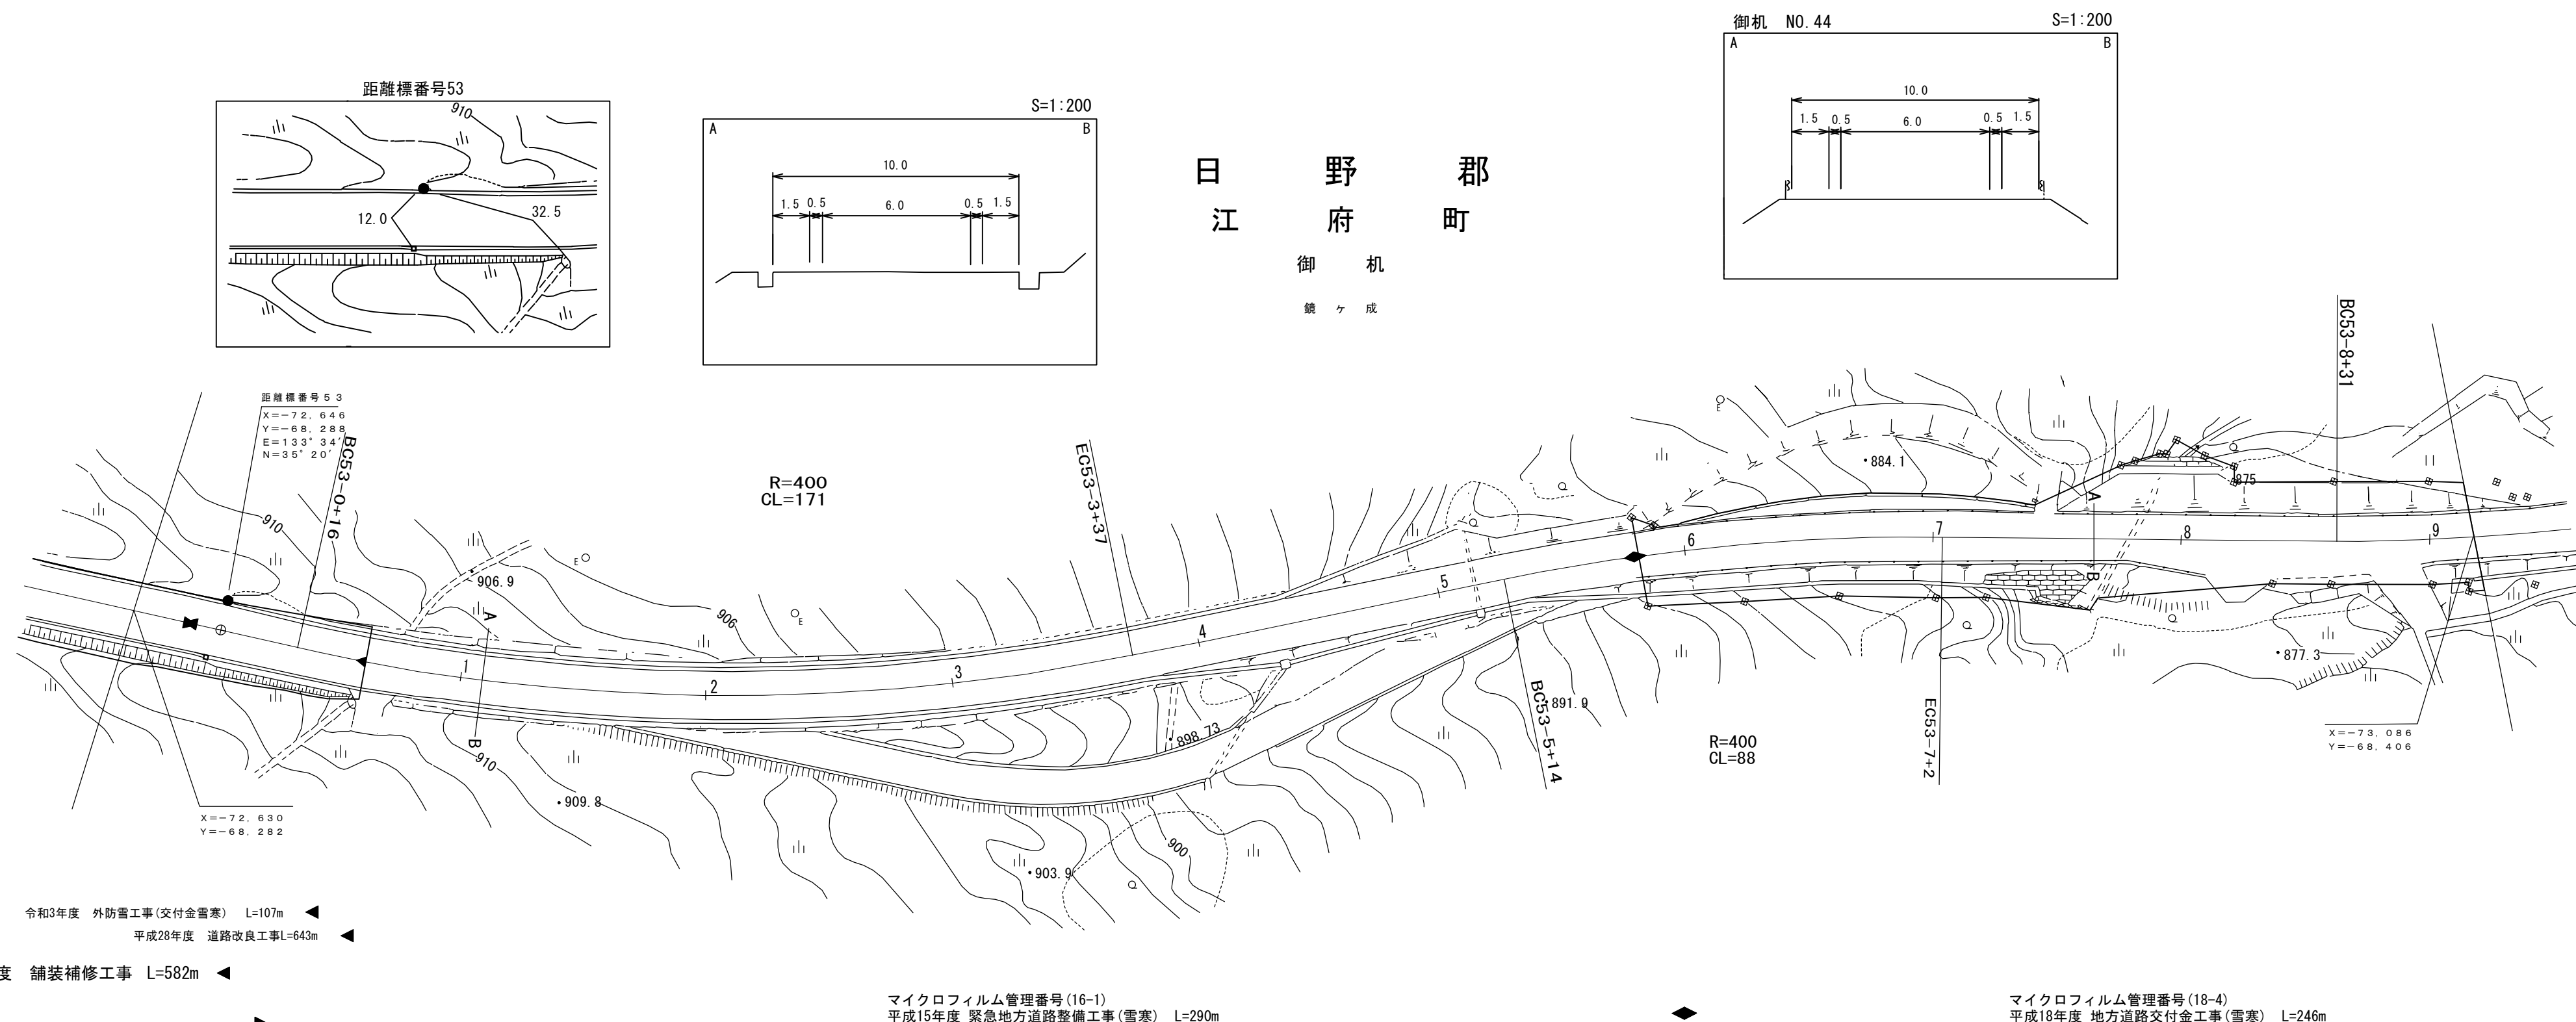 御机 NO. 44
S=1:200
A
B
10.0
1.5
0.5
6.0
0.5
1.5
距離標番号53
910
12.0
32.5
S=1:200
A
B
10.0
1.5
0.5
6.0
0.5
1.5
日野郡
江府町
御机
鏡ヶ成
BC53-8+31
距離標番号53
X=-72, 646
Y=-68, 288
E=133° 34′
N=35° 20′
BC53-0+16
R=400
CL=171
EC53-3+37
E
884.1
875
A
910
906.9
E
906
E
A
B
1
2
3
4
5
6
7
8
9
B
910
909.8
898.73
903.9
900
BC53-5+14
891.9
R=400
CL=88
EC53-7+2
877.3
X=-73, 086
Y=-68, 406
X=-72, 630
Y=-68, 282
令和3年度 外防雪工事(交付金雪寒) L=107m
平成28年度 道路改良工事L=643m
度 舗装補修工事 L=582m
マイクロフィルム管理番号(16-1)
平成15年度 緊急地方道路整備工事(雪寒) L=290m
マイクロフィルム管理番号(18-4)
平成18年度 地方道路交付金工事(雪寒) L=246m